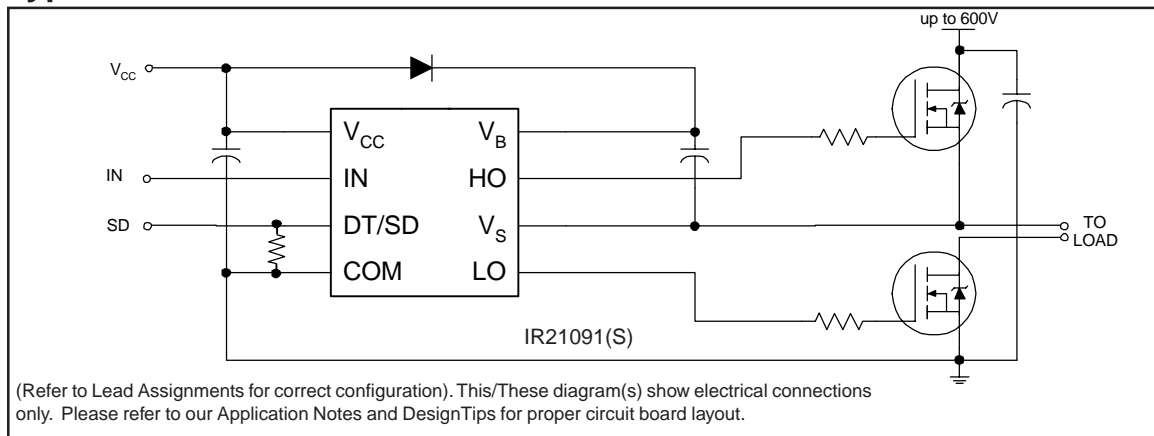 up to 600V
VCC
VCC
VB
IN
IN
HO
SD
DT/SD
VS
TO
LOAD
COM
LO
IR21091(S)
(Refer to Lead Assignments for correct configuration). This/These diagram(s) show electrical connections
only. Please refer to our Application Notes and DesignTips for proper circuit board layout.